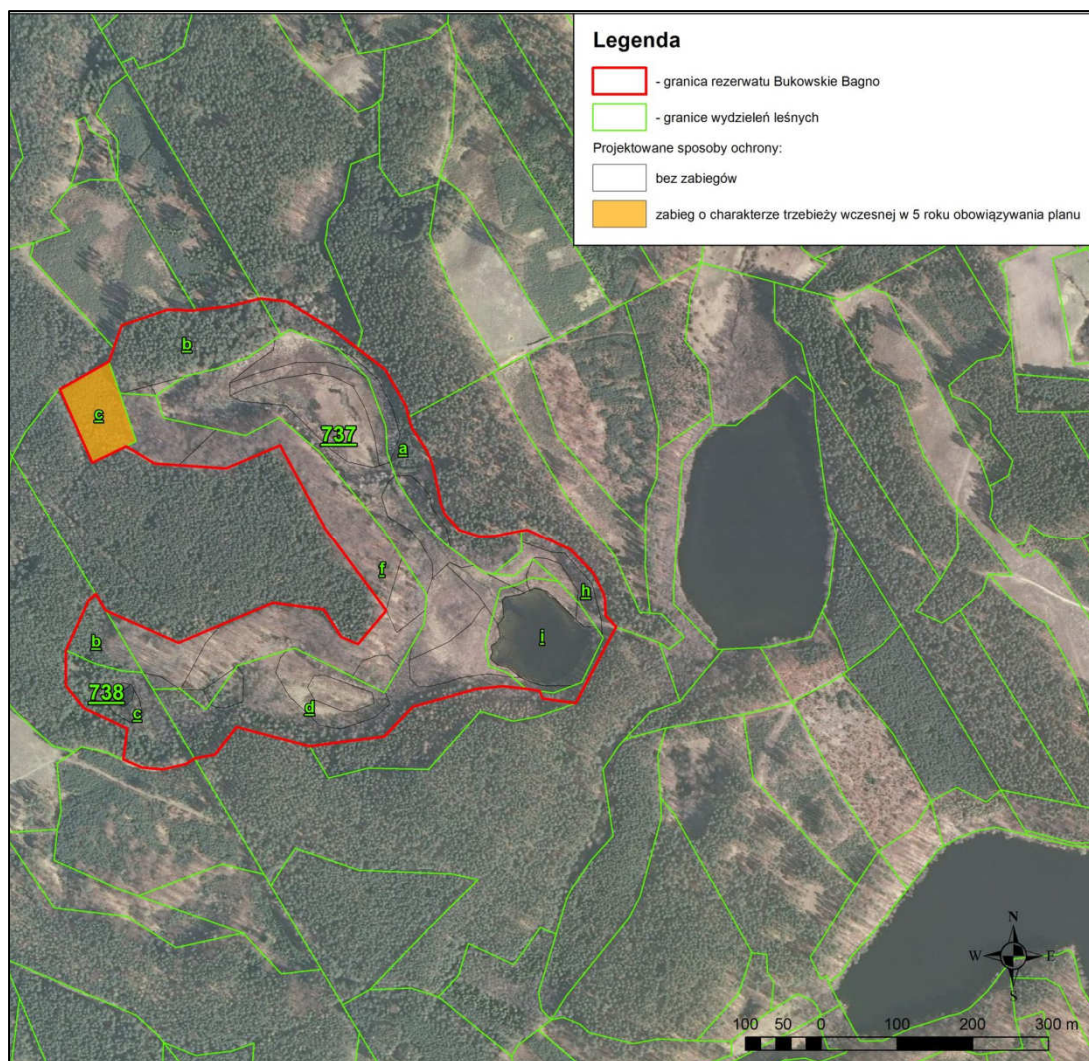 Legenda
- granica rezerwatu Bukowskie Bagno
- granice wydzieleń leśnych
Projektowane sposoby ochrony:
bez zabiegów
zabieg o charakterze trzebieży wczesnej w 5 roku obowiązywania planu
b
c
737
a
f
h
b
i
738
c
d
N
W E
S
100 50 0 100 200 300 m